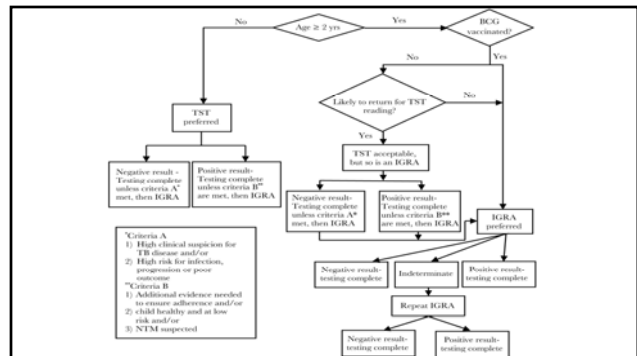 No
Age ≥ 2 yrs
Yes
BCG
vaccinated?
No
Yes
Likely to return for TST
reading?
No
Yes
TST
preferred
TST acceptable,
but so is an IGRA
Negative result -
Testing complete
unless criteria A*
met, then IGRA
Positive result-
Testing complete
unless criteria B**
are met, then IGRA
Negative result-
Testing complete
unless criteria A*
met, then IGRA
Positive result-
Testing complete
unless criteria B**
are met, then IGRA
IGRA
preferred
*Criteria A
1) High clinical suspicion for
TB disease and/or
2) High risk for infection,
progression or poor
outcome
**Criteria B
1) Additional evidence needed
to ensure adherence and/or
2) child healthy and at low
risk and/or
3) NTM suspected
Negative result-
testing complete
Indeterminate
Positive result-
testing complete
Repeat IGRA
Negative result-
testing complete
Positive result-
testing complete